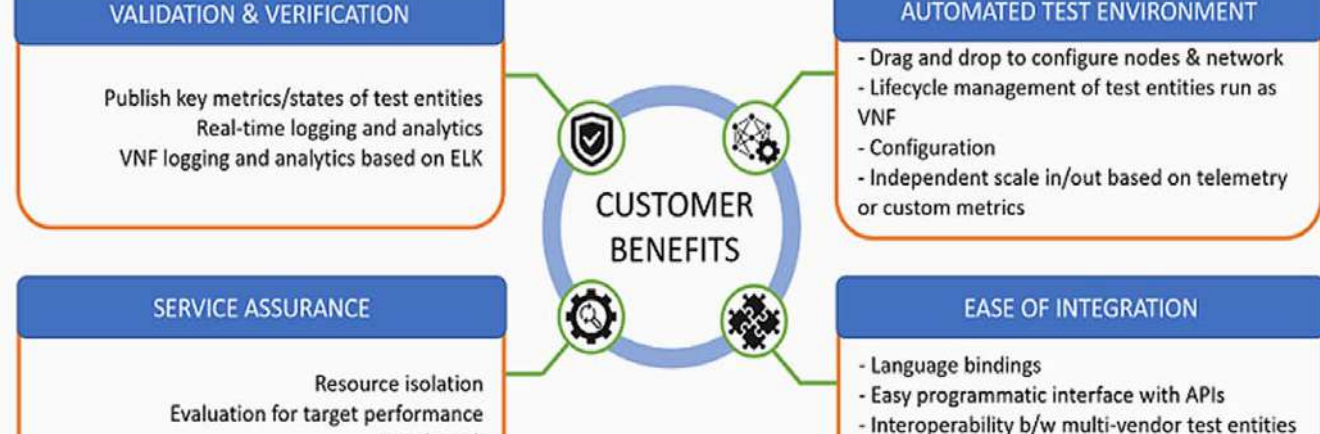 VALIDATION & VERIFICATION
Publish key metrics/states of test entities
Real-time logging and analytics
VNF logging and analytics based on ELK
AUTOMATED TEST ENVIRONMENT
- Drag and drop to configure nodes & network
- Lifecycle management of test entities run as
VNF
- Configuration
- Independent scale in/out based on telemetry
or custom metrics
CUSTOMER
BENEFITS
SERVICE ASSURANCE
Resource isolation
Evaluation for target performance
EASE OF INTEGRATION
- Language bindings
- Easy programmatic interface with APIs
- Interoperability b/w multi-vendor test entities